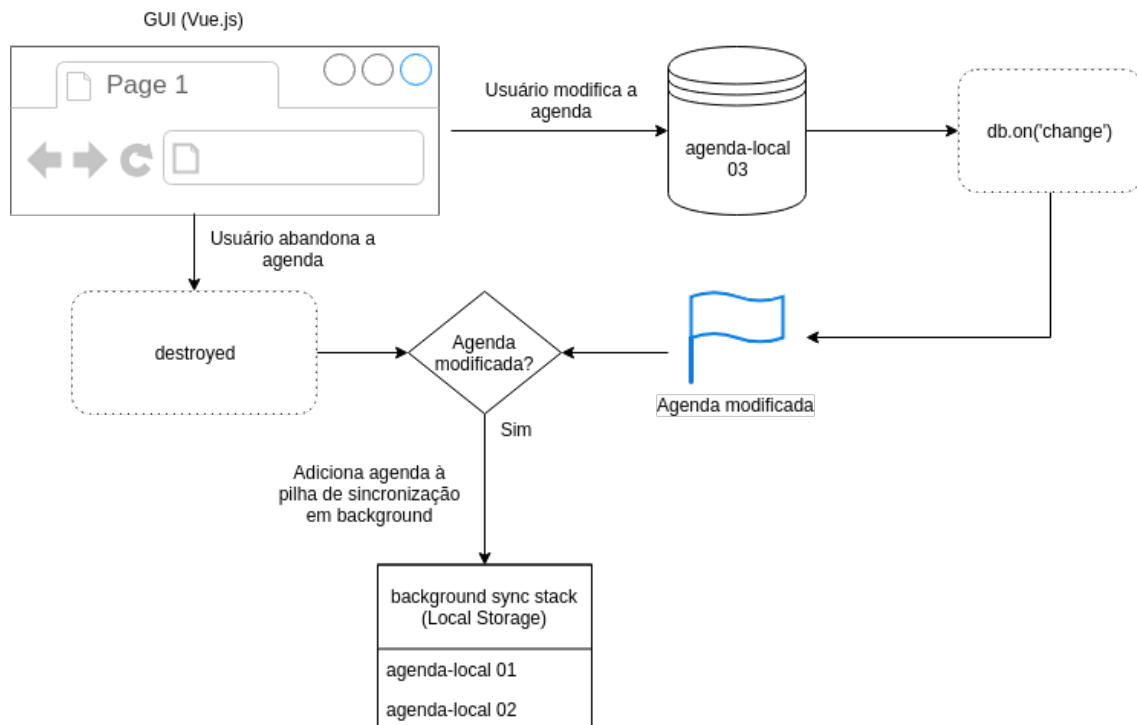 GUI (Vue.js)
Page 1
Usuário modifica a
agenda
agenda-local
03
db.on('change')
Usuário abandona a
agenda
destroyed
Agenda
modificada?
Agenda modificada
Sim
Adiciona agenda à
pilha de sincronização
em background
background sync stack
(Local Storage)
agenda-local 01
agenda-local 02